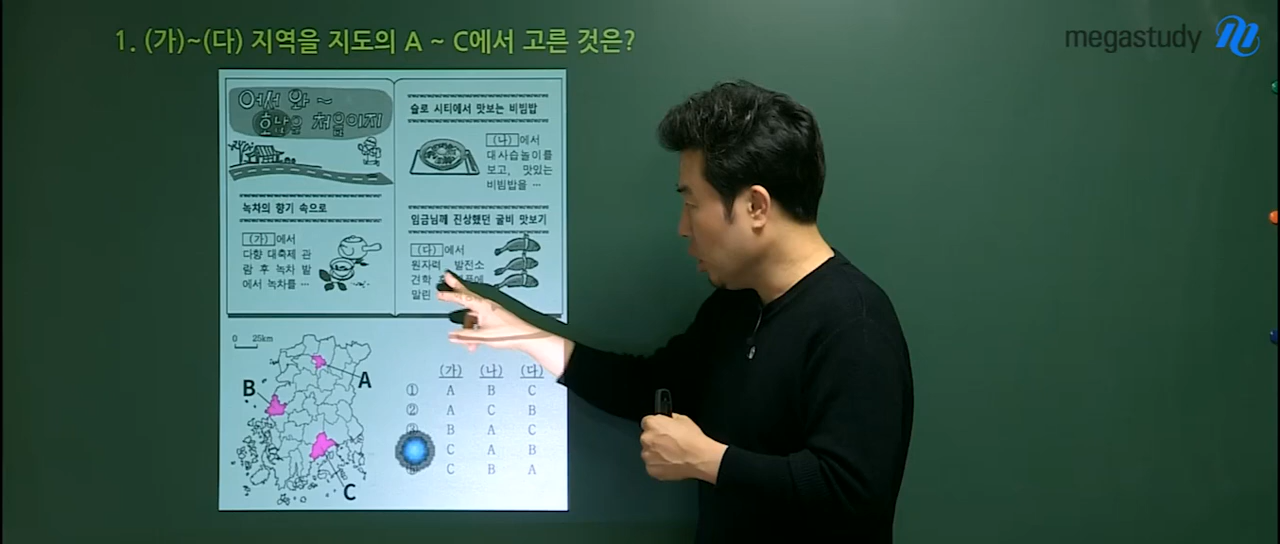 1. (가)~(다) 지역을 지도의 A ~ C에서 고른 것은?
megastudy
어서 와 ~
호남은 처음이지
녹차의 향기 속으로
(가)에서
다향 대축제 관
람 후 녹차 밭
에서 녹차를 …
슬로 시티에서 맛보는 비빔밥
(나)에서
대사습놀이를
보고, 맛있는
비빔밥을 …
임금님께 진상했던 굴비 맛보기
(다)에서
원자력 발전소
견학
말린
0 25km
A
B
C
(가) (나) (다)
① A B C
② A C B
③ B A C
C A B
C B A